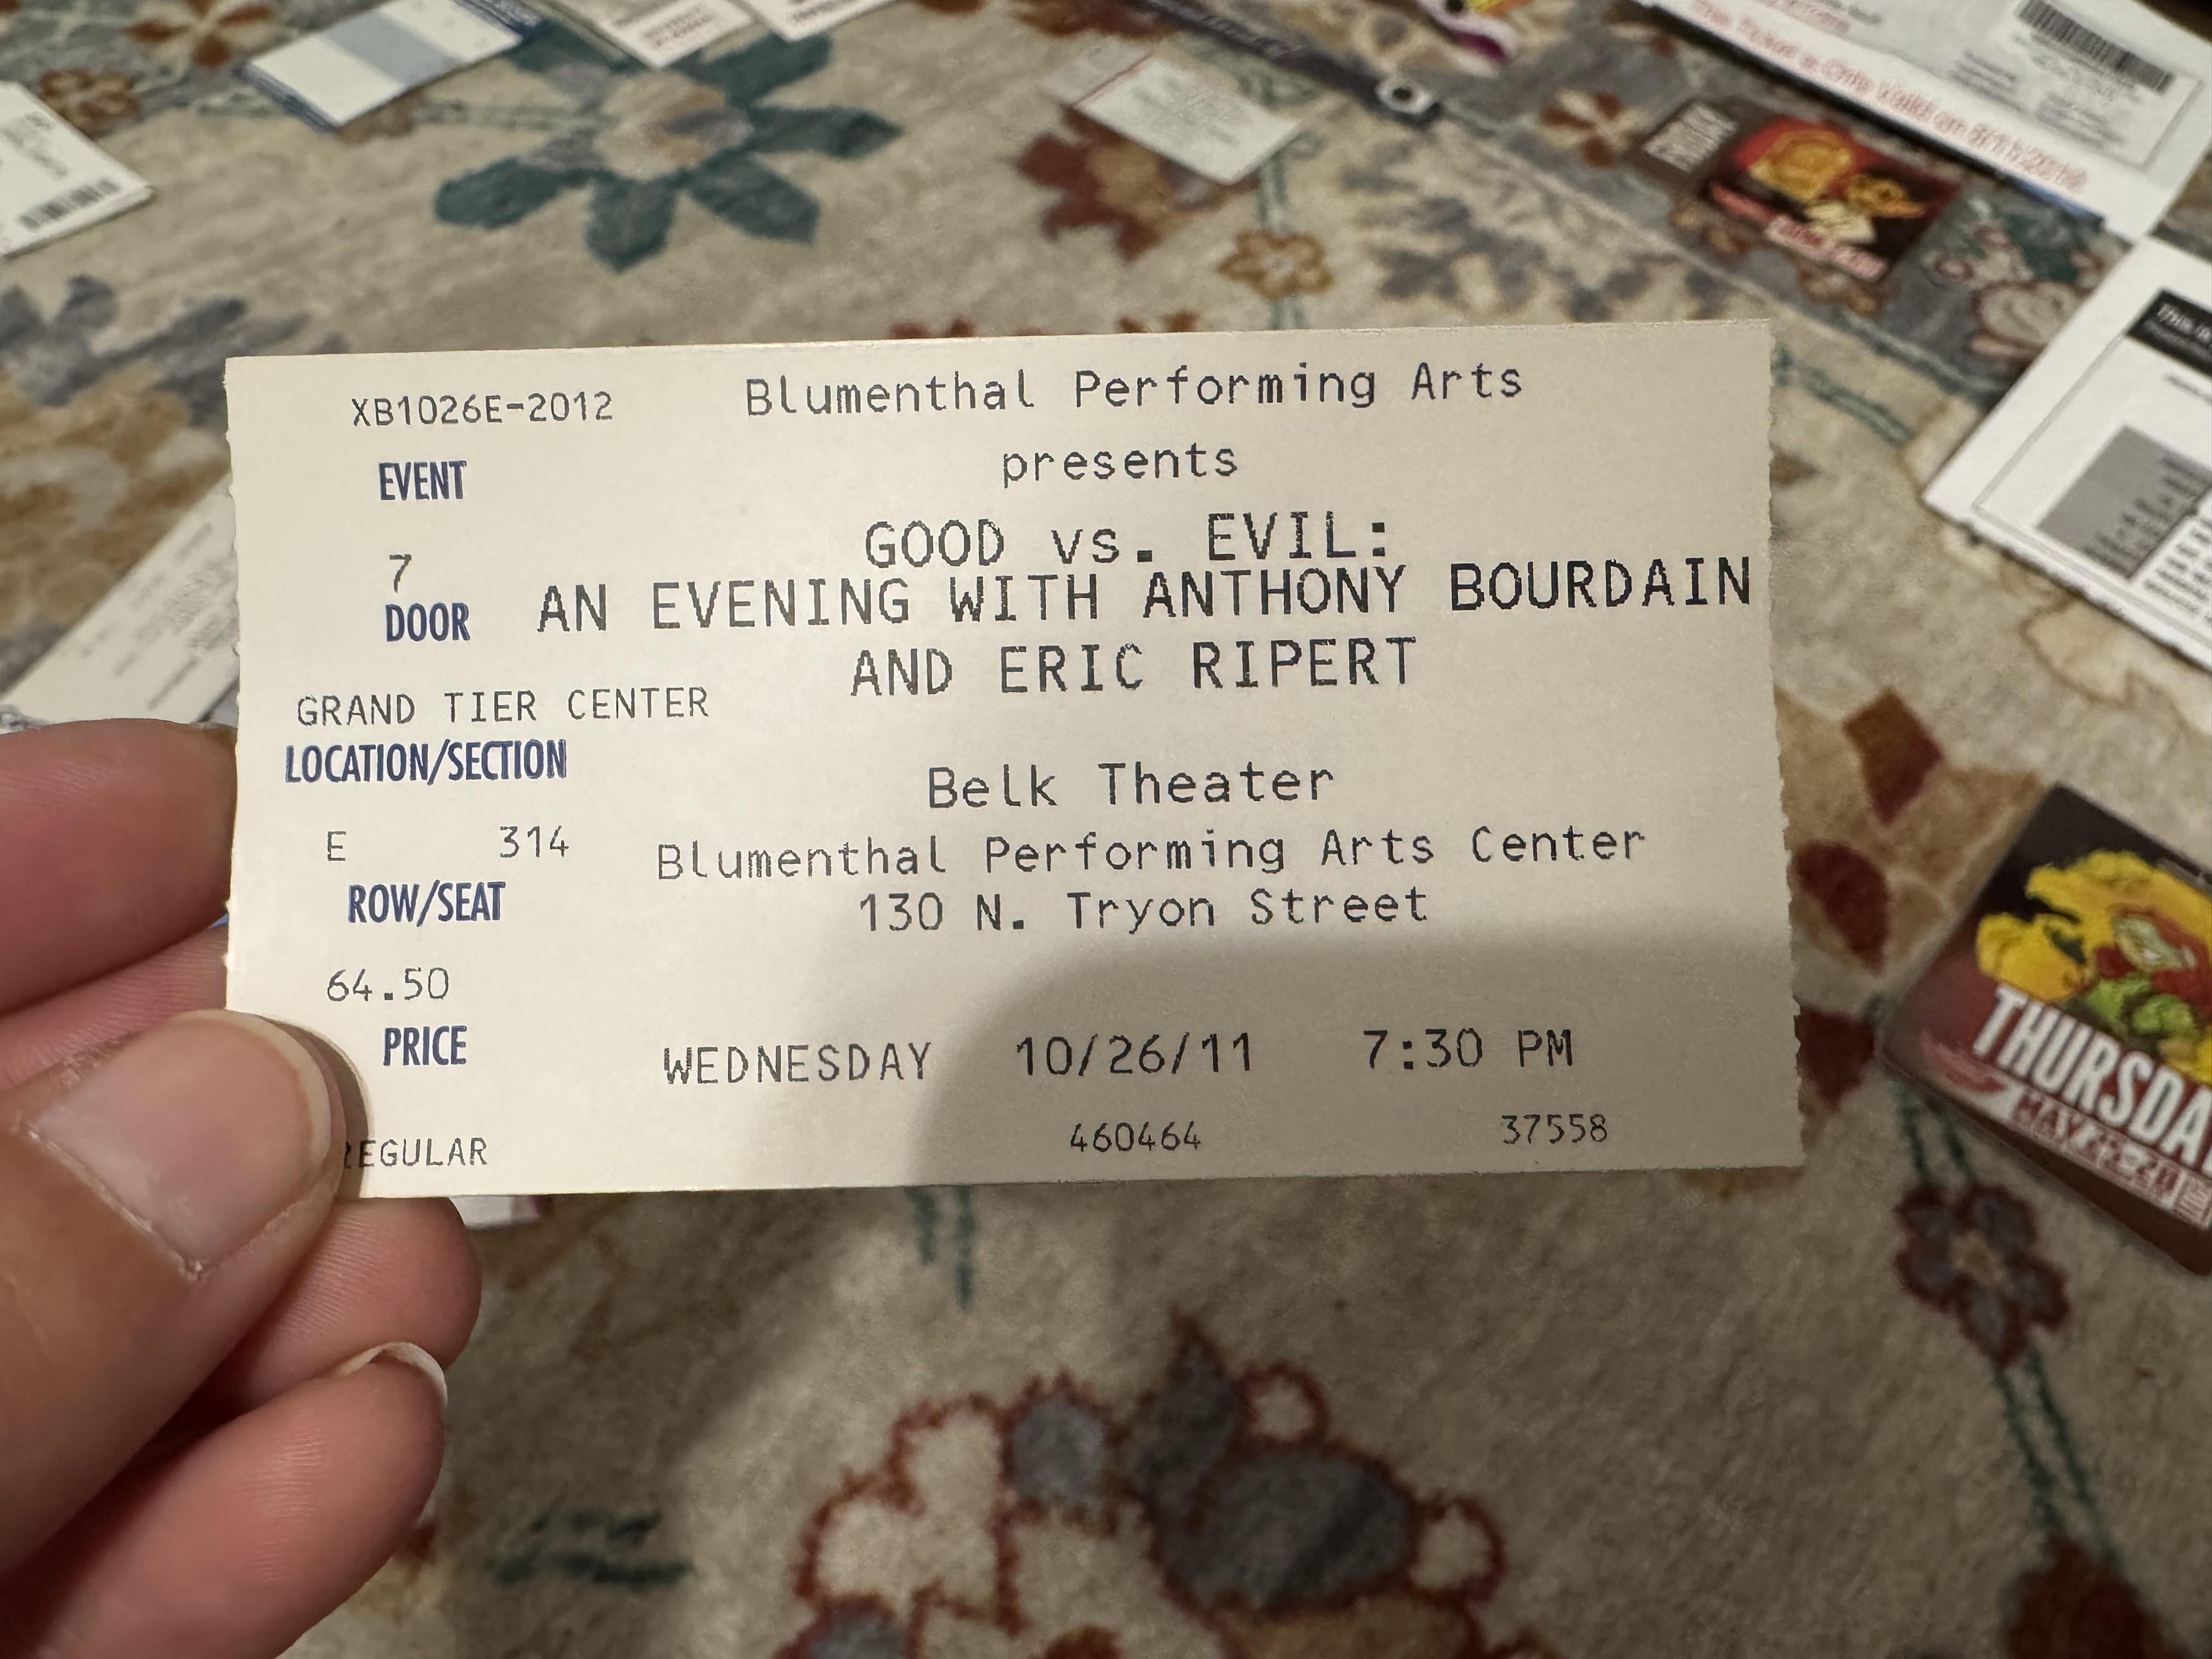 XB1026E-2012
EVENT
7
DOOR
GRAND TIER CENTER
LOCATION/SECTION
E 314
ROW/SEAT
64.50
PRICE
EGULAR
Blumenthal Performing Arts
presents
GOOD vs. EVIL:
AN EVENING WITH ANTHONY BOURDAIN
AND ERIC RIPERT
Belk Theater
Blumenthal Performing Arts Center
130 N. Tryon Street
WEDNESDAY 10/26/11 7:30 PM
460464 37558
THURSDA